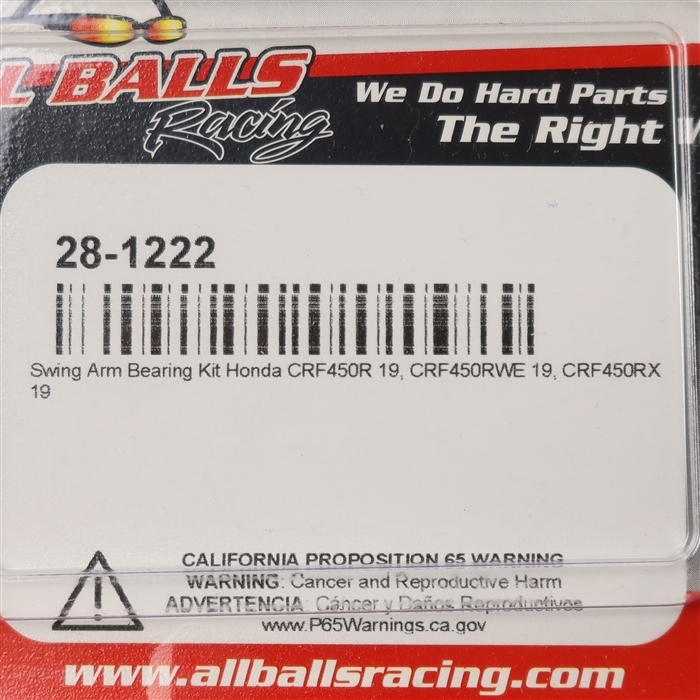 L BALLS
Racing
We Do Hard Parts
The Right
28-1222
Swing Arm Bearing Kit Honda CRF450R 19, CRF450RWE 19, CRF450RX
19
CALIFORNIA PROPOSITION 65 WARNING
WARNING: Cancer and Reproductive Harm
ADVERTENCIA: Cáncer y Daños Reproductivos
www.P65Warnings.ca.gov
www.allballsracing.com